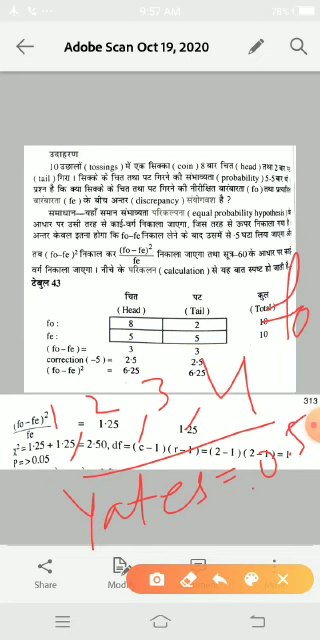 9:57 AM
78%
Adobe Scan Oct 19, 2020
उदाहरण
10 उछालों ( tossings ) में एक सिक्का ( coin ) 8 बार चित ( head ) तथा 2 बार
( tail ) गिरा । सिक्के के चित तथा पट गिरने की संभाव्यता ( probability ) 5-5 बार
प्रश्न है कि क्या सिक्के के चित तथा पट गिरने की नीरीक्षित बारंबारता ( fo ) तथा
बारंबारता ( fe ) के बीच अन्तर ( discrepancy ) संयोगवश है ?
समाधान – यहाँ समान संभाव्यता परिकल्पना ( equal probability hypothesis ) के
आधार पर उसी तरह से काई-वर्ग निकाला जाएगा, जिस तरह से ऊपर निकाला गया है
अन्तर केवल इतना होगा कि fo–fe निकाल लेने के बाद उसमें से ·5 घटा लिया जाएगा
तब ( fo–fe )² निकाल कर (fo–fe)²/fe निकाला जाएगा तथा सूत्र-60 के आधार पर काई
वर्ग निकाला जाएगा । नीचे के परिकलन ( calculation ) से यह बात स्पष्ट हो जाती है
टेबुल 43
चित पट कुल
( Head ) ( Tail ) ( Total )
fo : 8 2 10
fe : 5 5 10
( fo – fe ) = 3 3
correction ( –5 ) = 2·5 2·5
( fo – fe )² = 6·25 6·25
fo
313
(fo–fe)²/fe = 1·25 1·25
χ² = 1·25 + 1·25 = 2·50, df = ( c – 1 ) ( r – 1 ) = ( 2 – 1 ) ( 2 – 1 ) = 1
P = > 0.05
1, 2, 3, 4
Yates = 0.5
Share